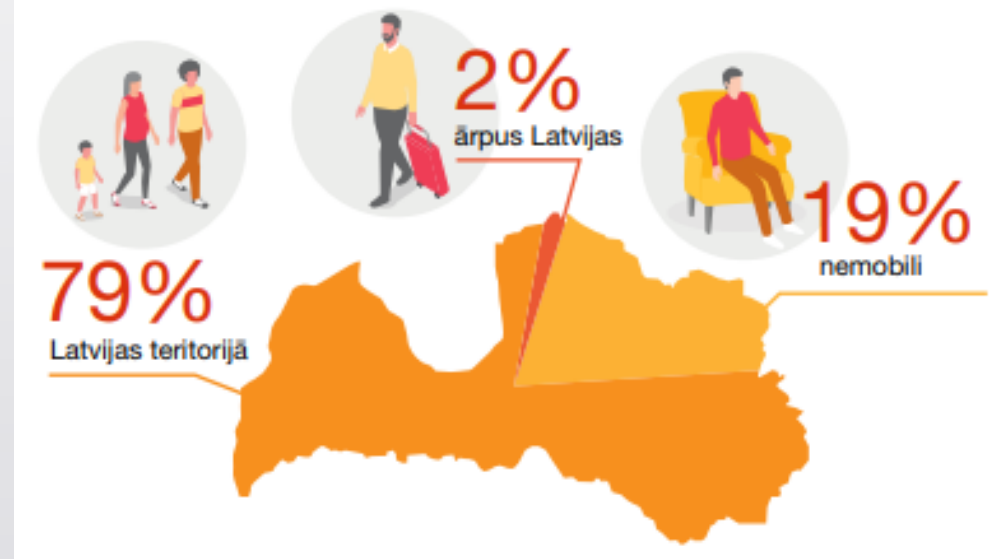 79%
Latvijas teritorijā
2%
ārpus Latvijas
19%
nemobili